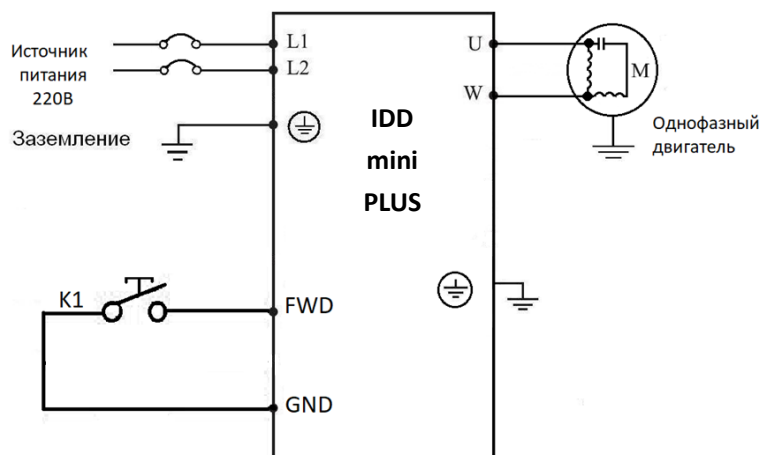 Источник
питания
220В
L1
L2
Заземление
U
W
M
Однофазный
двигатель
IDD
mini
PLUS
K1
FWD
GND